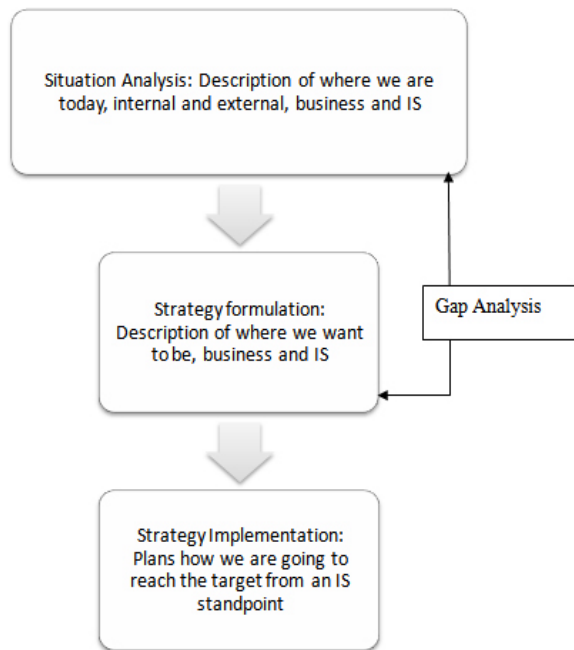 Situation Analysis: Description of where we are
today, internal and external, business and IS
Strategy formulation:
Description of where we want
to be, business and IS
Gap Analysis
Strategy Implementation:
Plans how we are going to
reach the target from an IS
standpoint